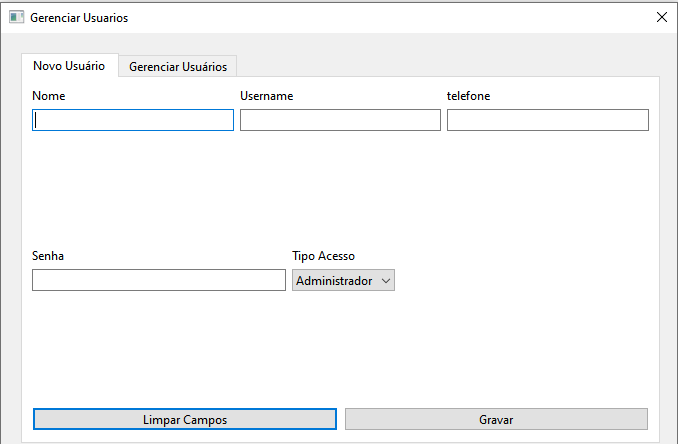 Gerenciar Usuarios
Novo Usuário Gerenciar Usuários
Nome Username telefone
Senha Tipo Acesso
Administrador
Limpar Campos Gravar